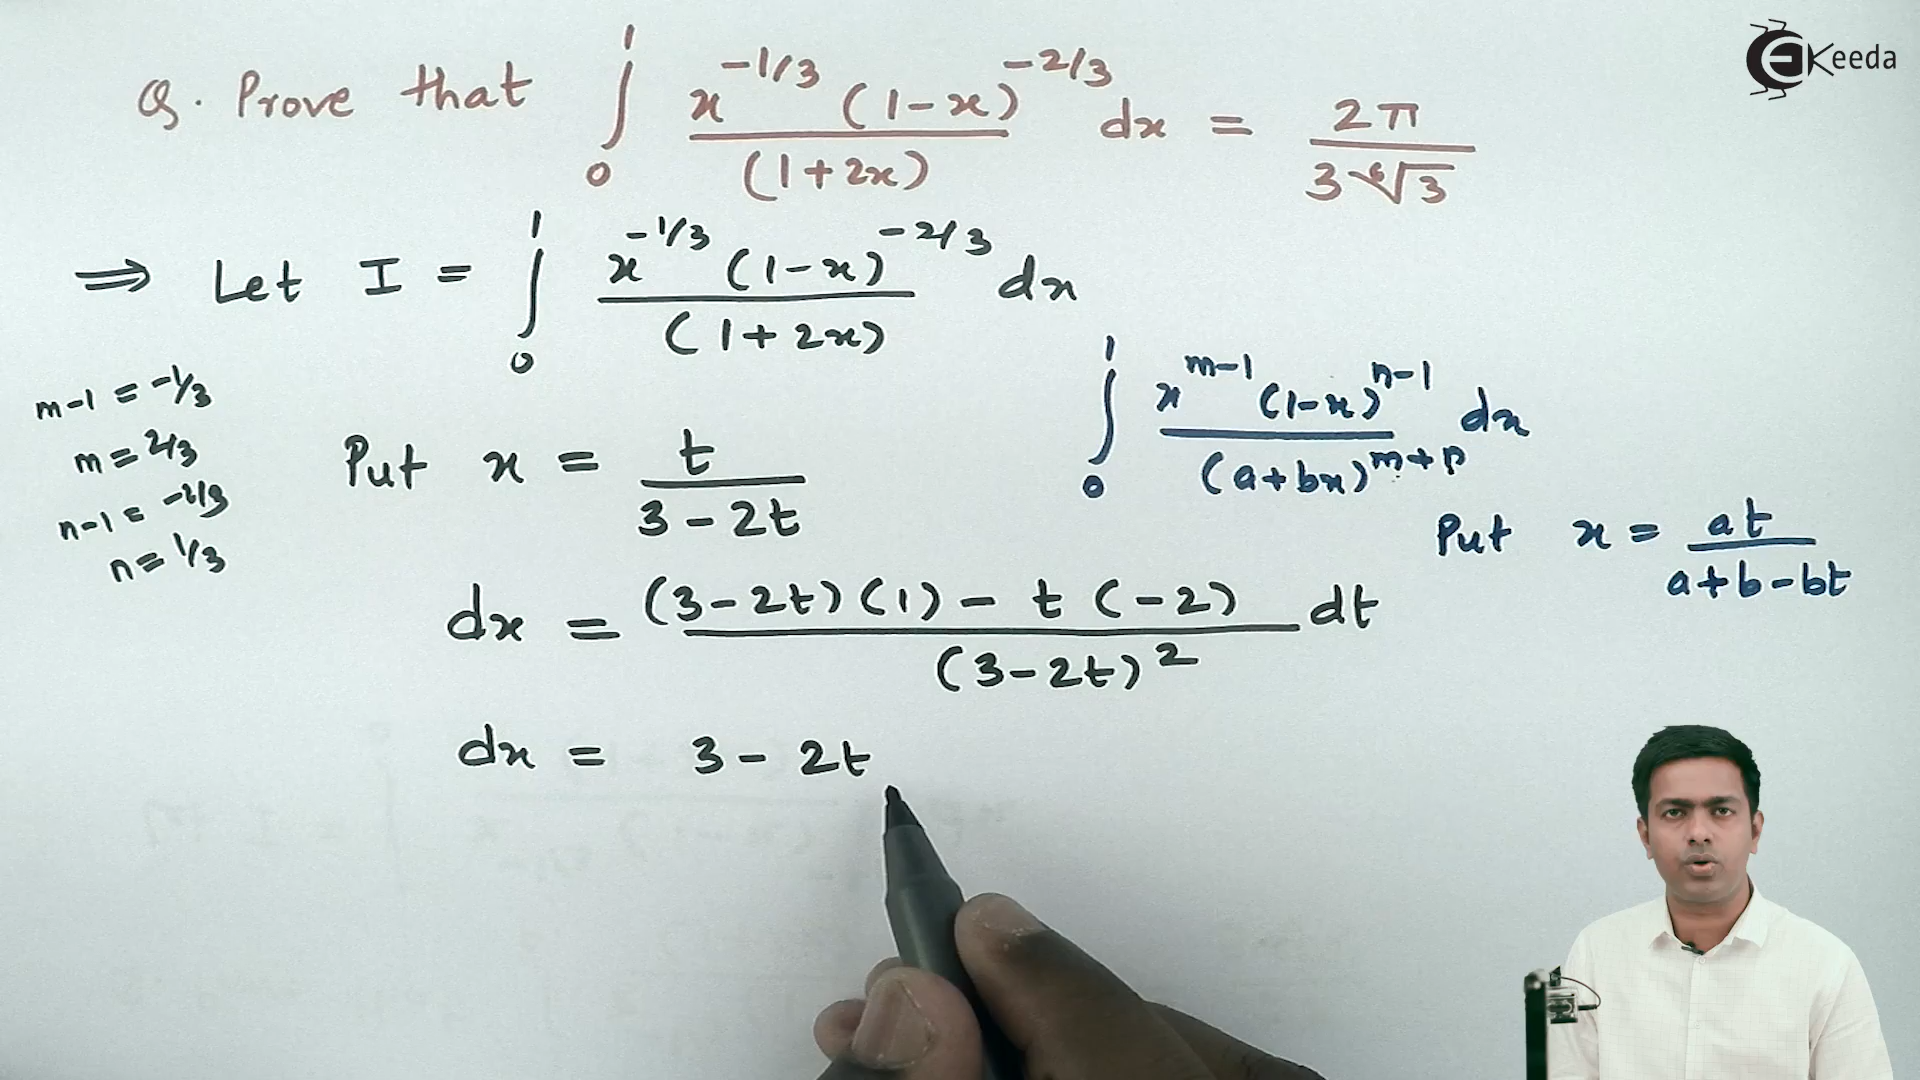 Keeda
Q. Prove that ∫₀¹ x^(-1/3) (1-x)^(-2/3) / (1+2x) dx = 2π / 3 ⁶√3
⇒ Let I = ∫₀¹ x^(-1/3) (1-x)^(-2/3) / (1+2x) dx
m-1 = -1/3
m = 2/3
n-1 = -2/3
n = 1/3
∫₀¹ x^(m-1) (1-x)^(n-1) / (a+bx)^(m+n) dx
Put x = at / a+b-bt
Put x = t / 3-2t
dx = (3-2t)(1) - t(-2) / (3-2t)² dt
dx = 3-2t